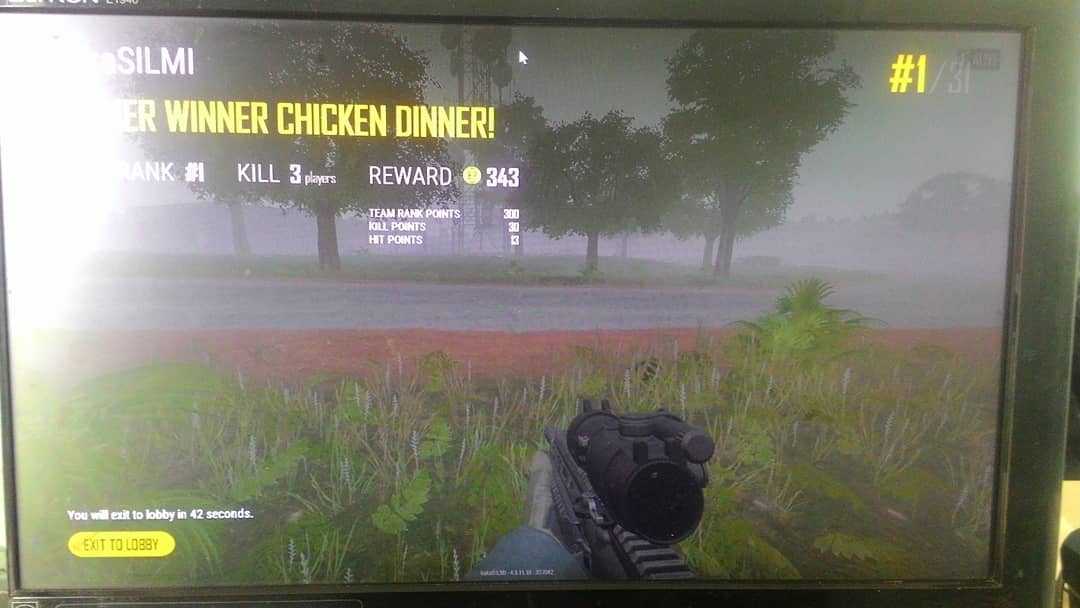 aSILMI
#1/31
ER WINNER CHICKEN DINNER!
RANK #1 KILL 3 players REWARD 343
TEAM RANK POINTS 300
KILL POINTS 30
HIT POINTS 13
You will exit to lobby in 42 seconds.
EXIT TO LOBBY